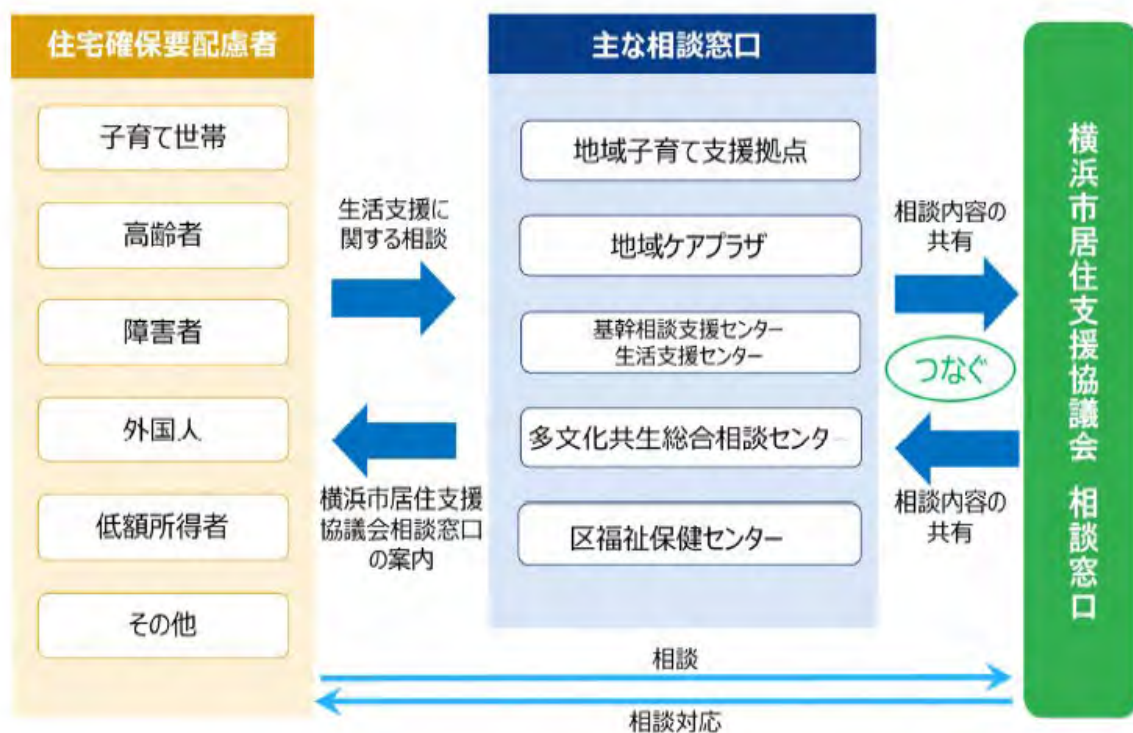 住宅確保要配慮者
子育て世帯
高齢者
障害者
外国人
低額所得者
その他
生活支援に
関する相談
横浜市居住支援
協議会相談窓口
の案内
主な相談窓口
地域子育て支援拠点
地域ケアプラザ
基幹相談支援センター
生活支援センター
多文化共生総合相談センター
区福祉保健センター
相談内容の
共有
つなぐ
相談内容の
共有
横浜市居住支援協議会 相談窓口
相談
相談対応